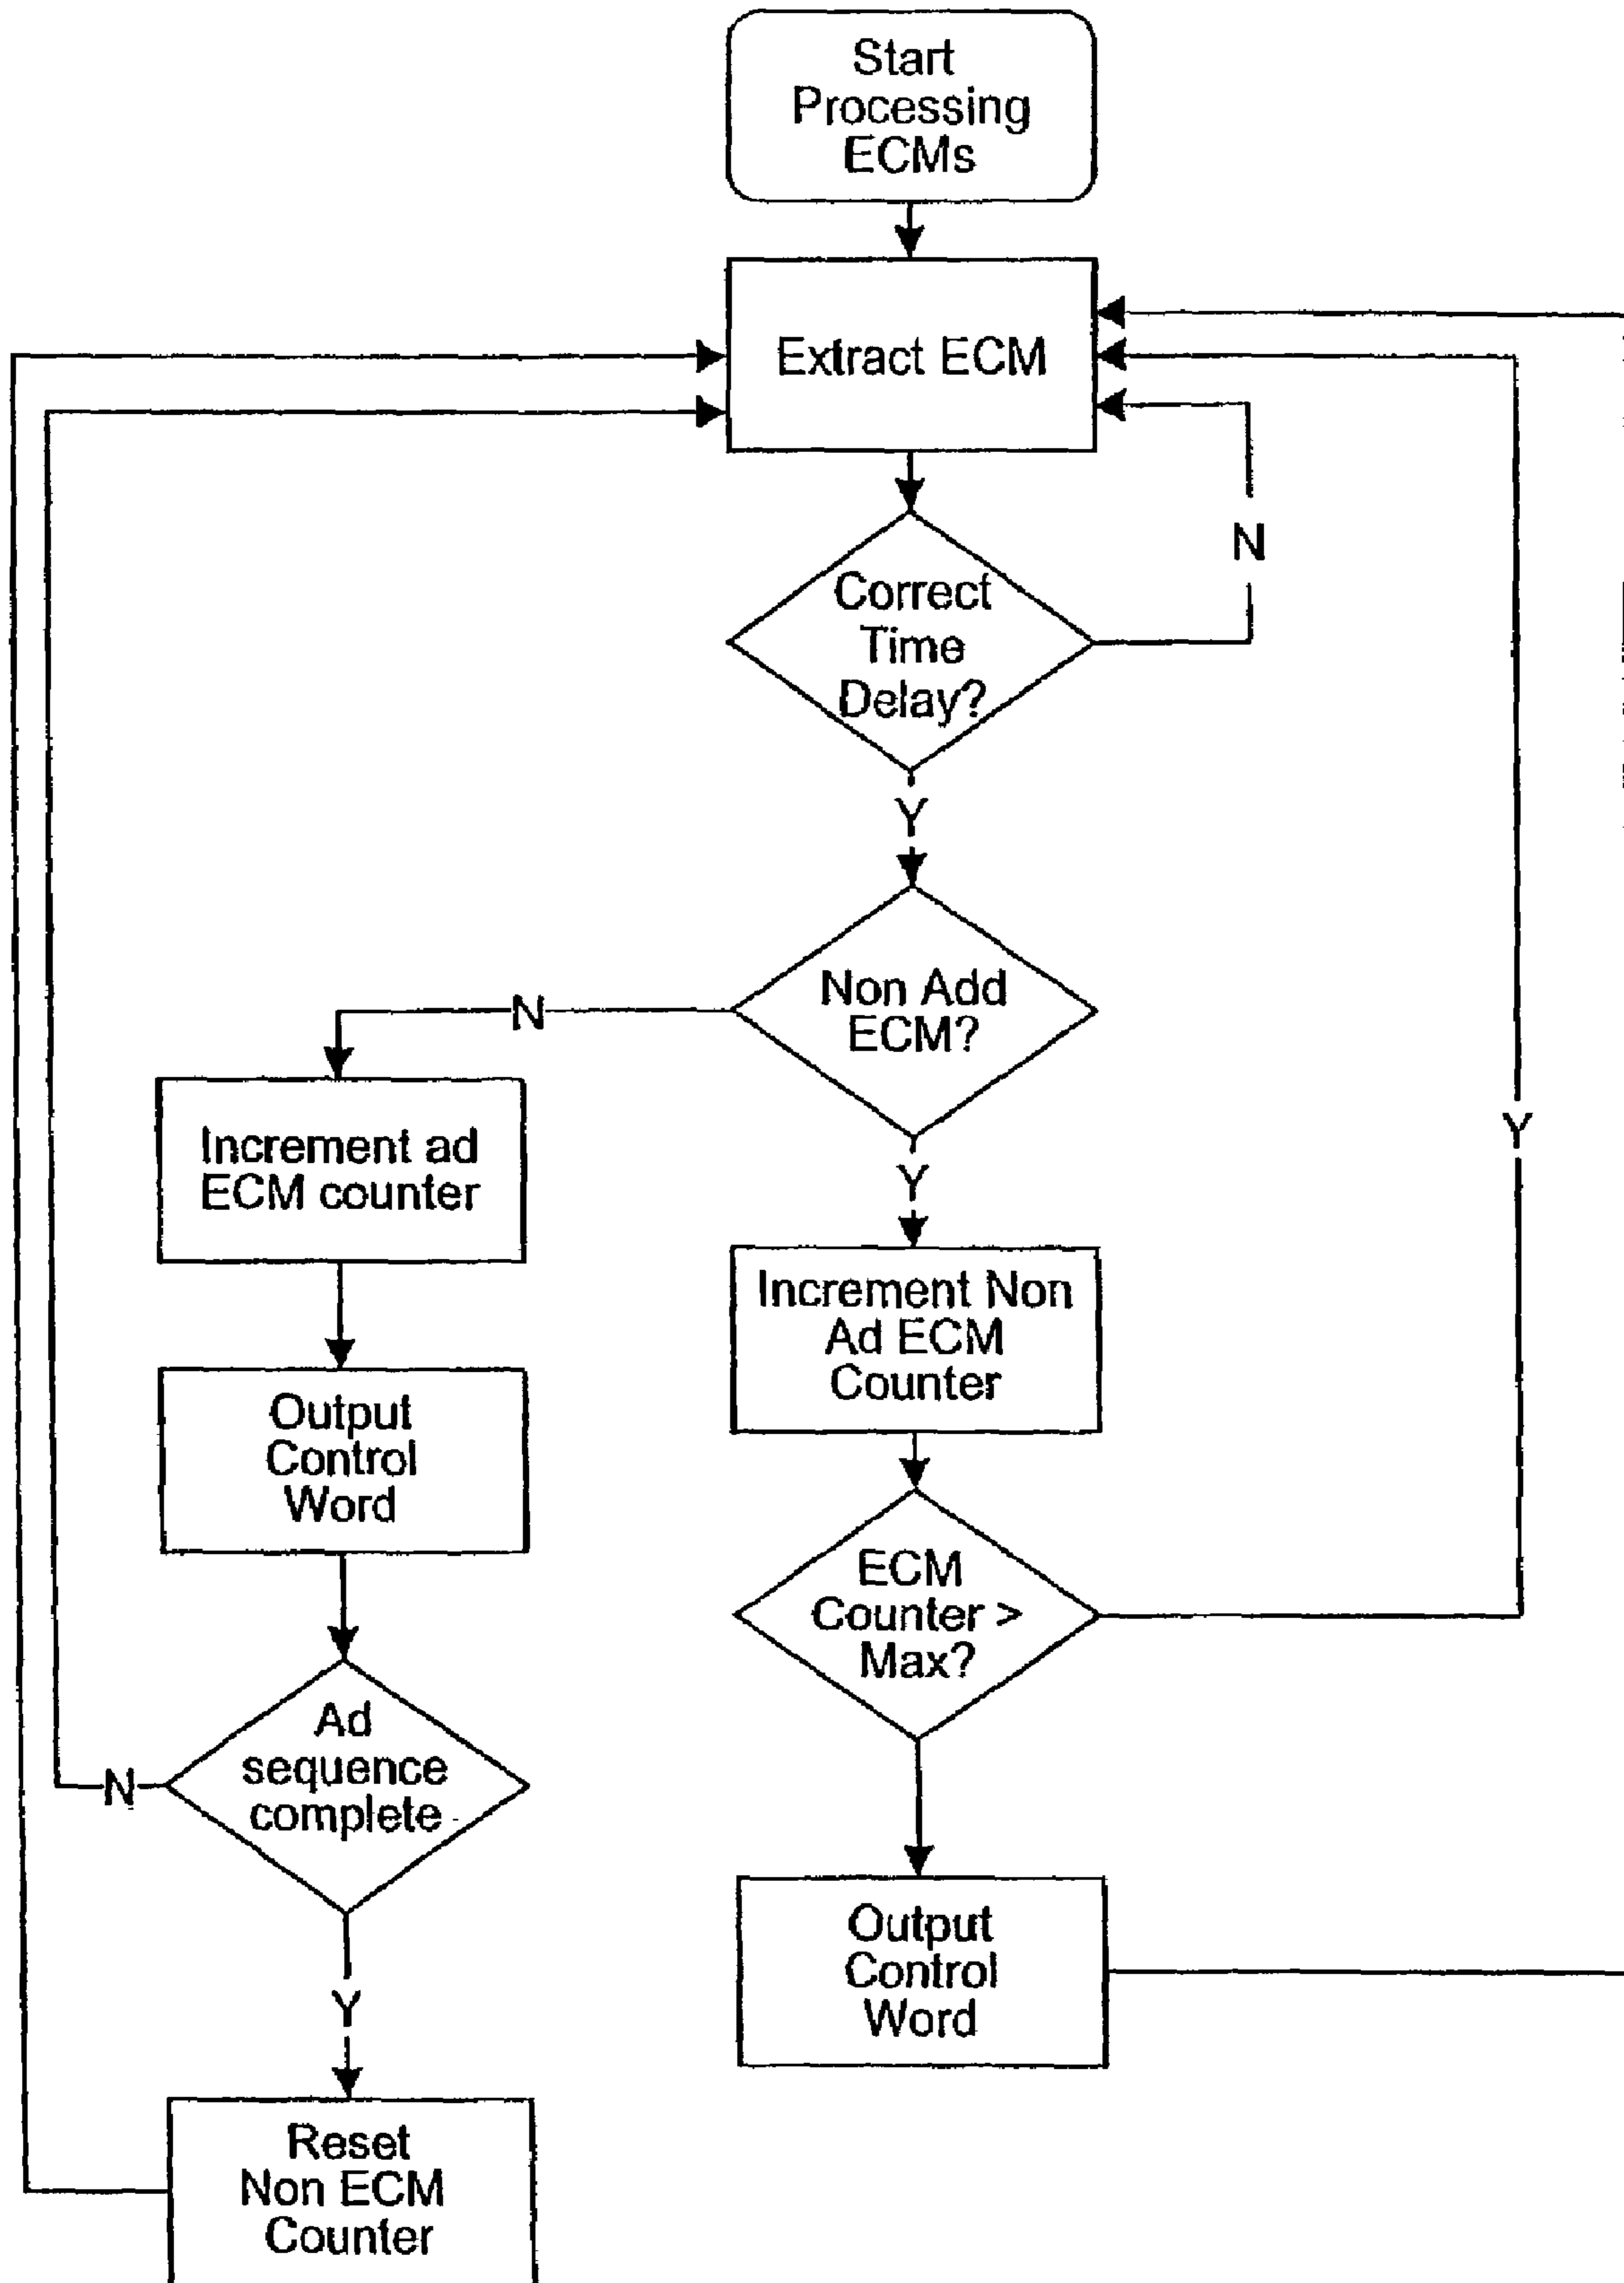 Start
Processing
ECMs
Extract ECM
N
Correct
Time
Delay?
Y
Non Add
ECM?
N
Increment ad
ECM counter
Y
Y
Increment Non
Ad ECM
Counter
Output
Control
Word
ECM
Counter >
Max?
Ad
sequence
complete
N
Output
Control
Word
Y
Reset
Non ECM
Counter